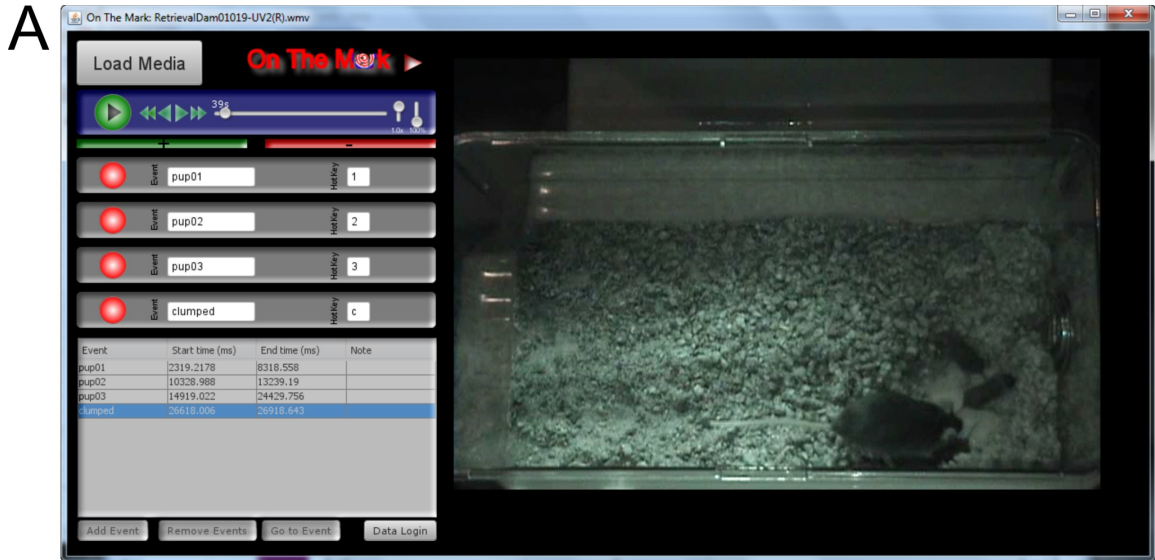 A
On The Mark: RetrievalDam01019-UV2(R).wmv
Load Media
On The Mark
39s
1.0x 100%
+ -
Event pup01 HotKey 1
Event pup02 HotKey 2
Event pup03 HotKey 3
Event clumped HotKey c
Event Start time (ms) End time (ms) Note
pup01 2319.2178 8318.558
pup02 10328.988 13239.19
pup03 14919.022 24429.756
clumped 26618.006 26918.643
Add Event Remove Events Go to Event Data Login